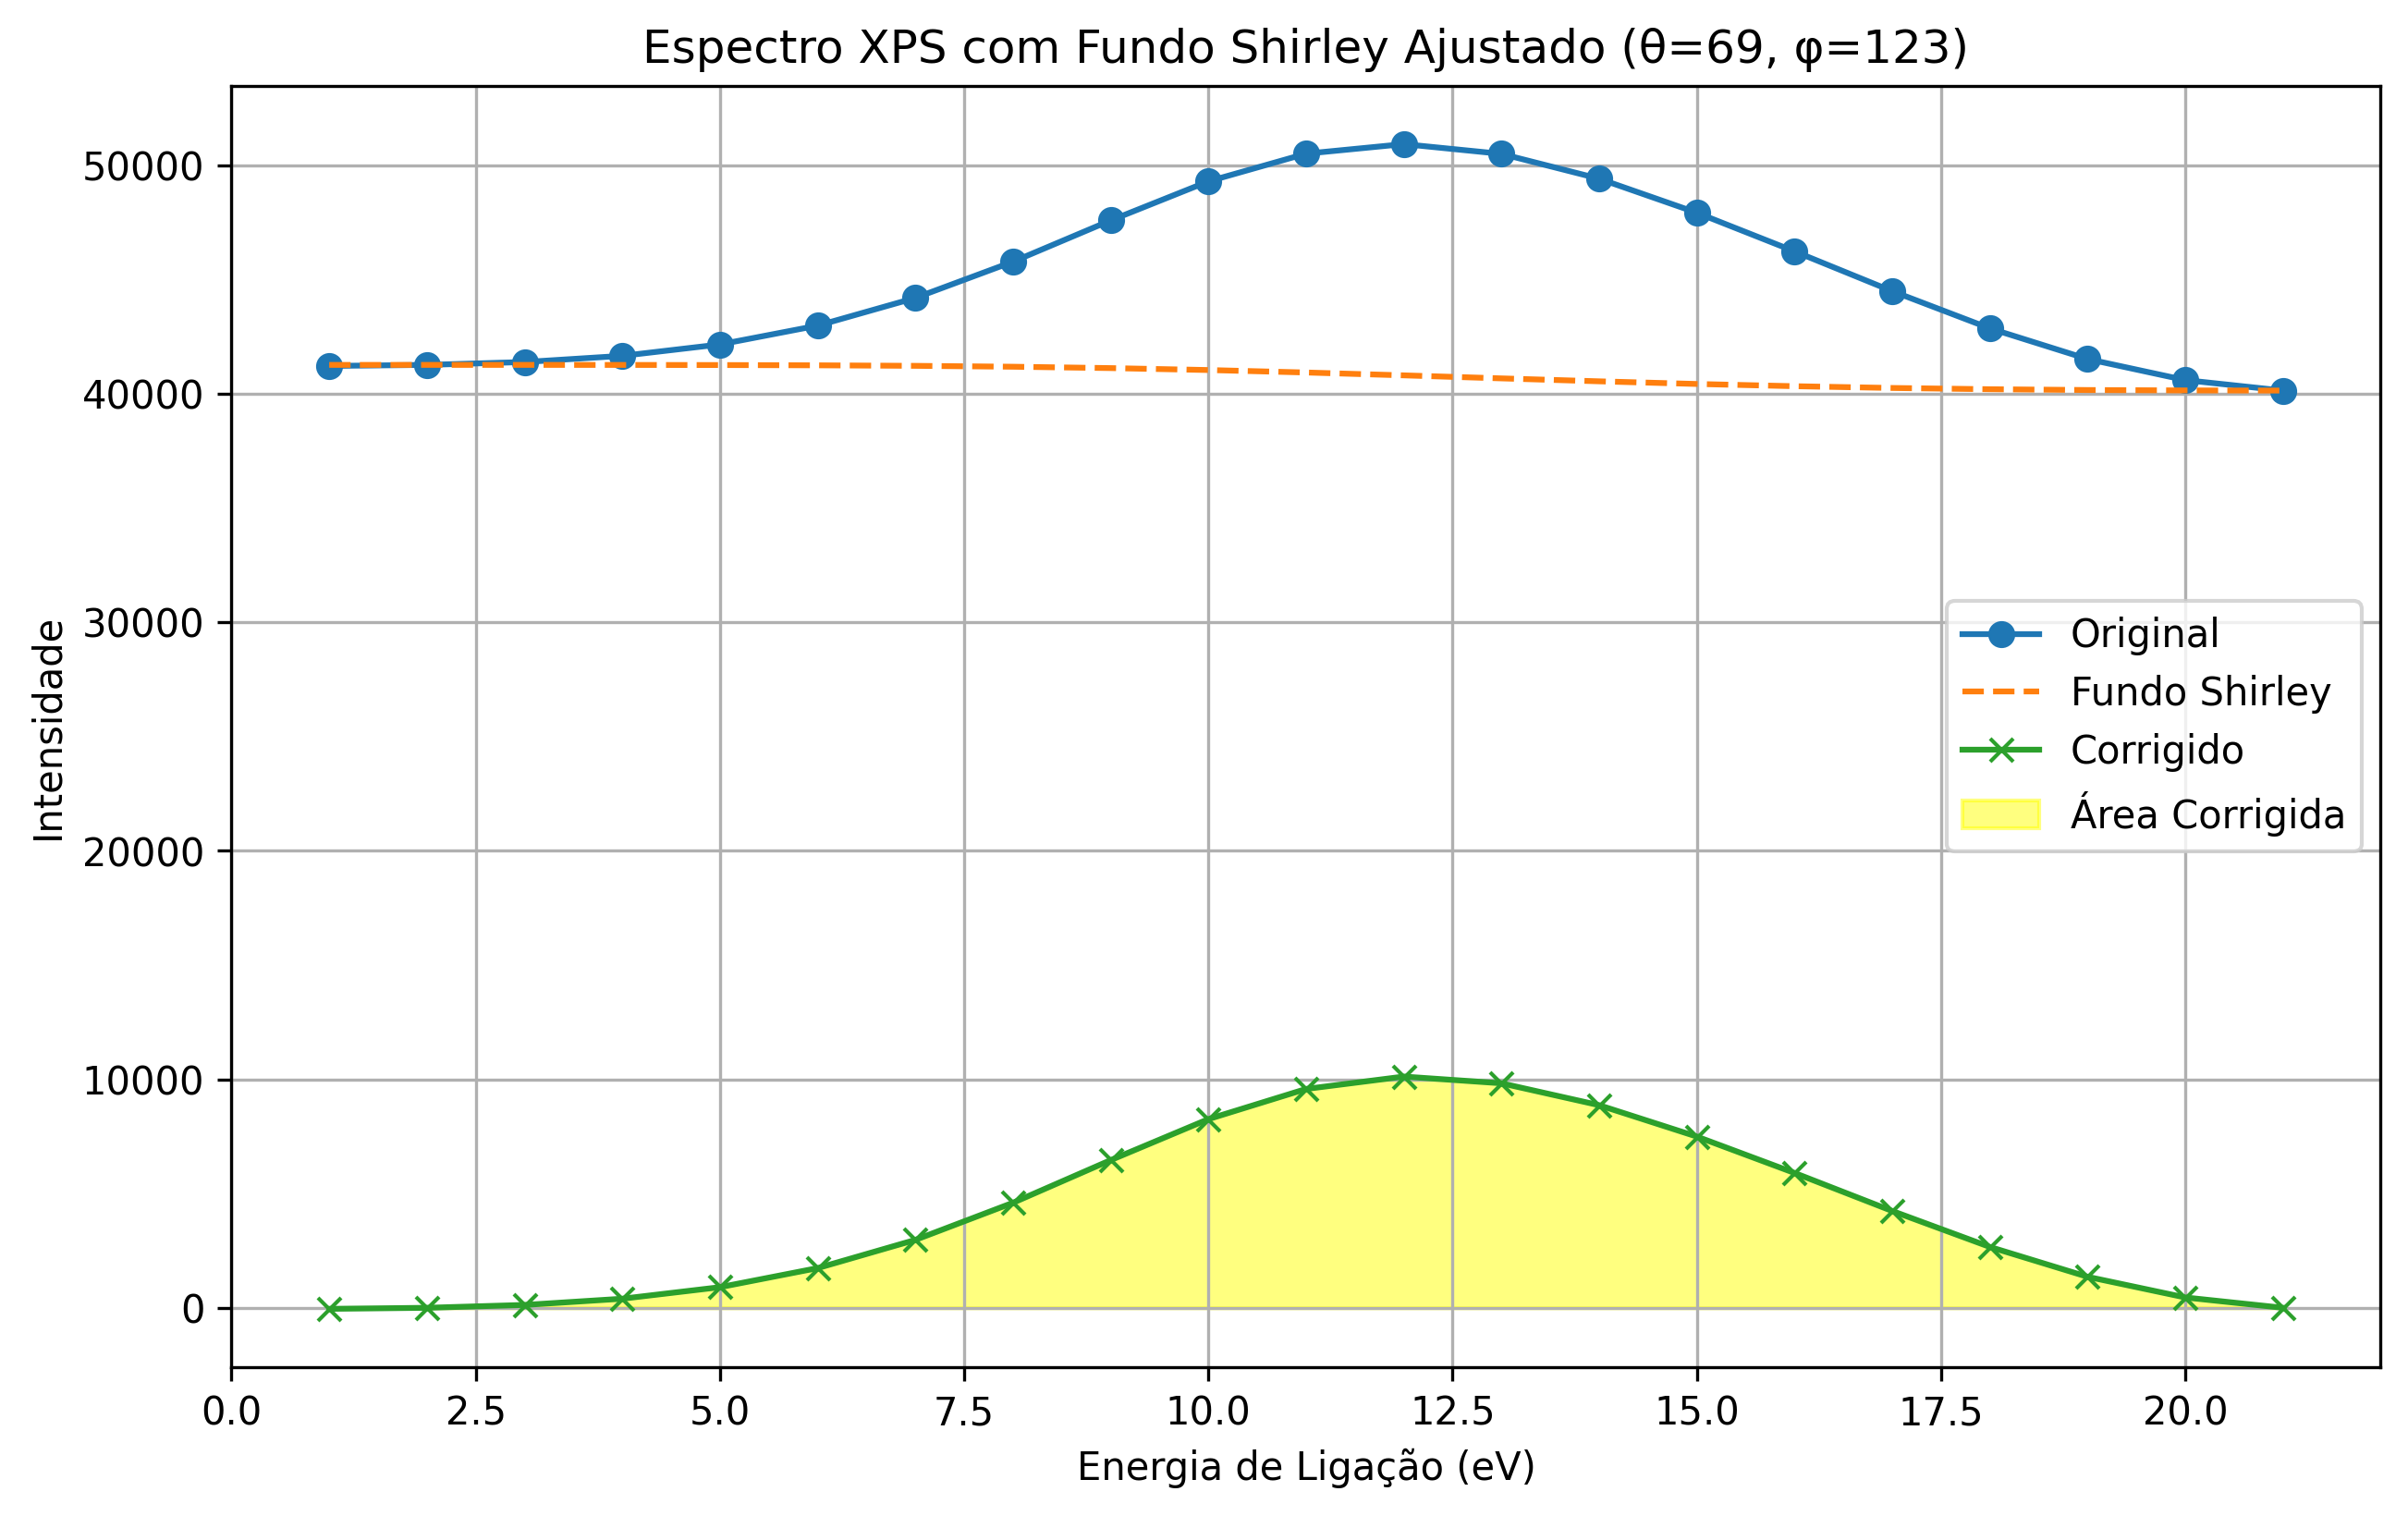 Espectro XPS com Fundo Shirley Ajustado (θ=69, φ=123)
Intensidade
50000
40000
30000
20000
10000
0
Original
Fundo Shirley
Corrigido
Área Corrigida
0.0 2.5 5.0 7.5 10.0 12.5 15.0 17.5 20.0
Energia de Ligação (eV)